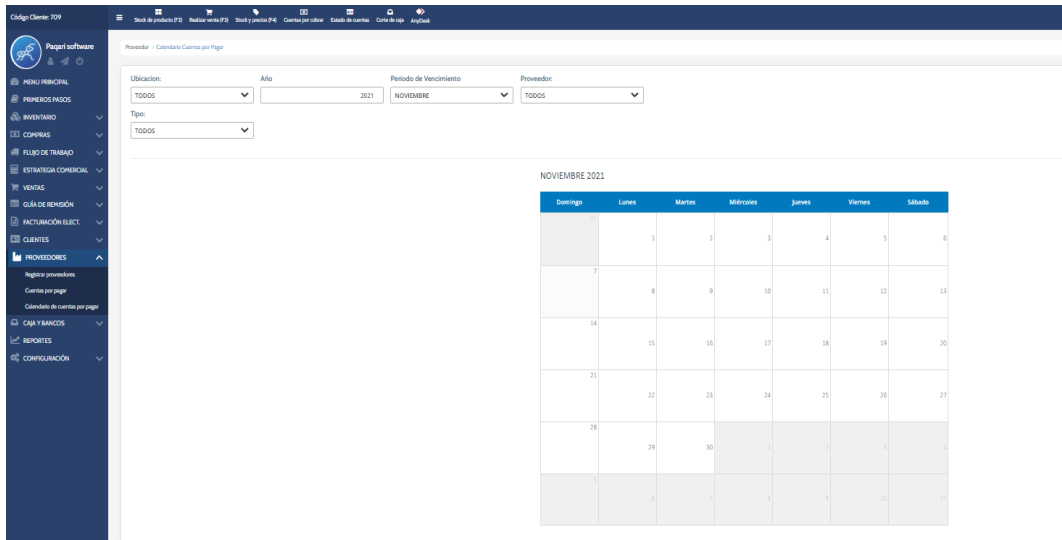 Código Cliente: 709
Stock de producto (F2) Realizar venta (F3) Stock y precios (F4) Cuentas por cobrar Estado de cuentas Corte de caja AnyDesk
Paqari software
MENU PRINCIPAL
PRIMEROS PASOS
INVENTARIO
COMPRAS
FLUJO DE TRABAJO
ESTRATEGIA COMERCIAL
VENTAS
GUÍA DE REMISIÓN
FACTURACIÓN ELECT.
CLIENTES
PROVEEDORES
Registrar proveedores
Cuentas por pagar
Calendario de cuentas por pagar
CAJA Y BANCOS
REPORTES
CONFIGURACIÓN
Proveedor > Calendario Cuentas por Pagar
Ubicacion: Año Periodo de Vencimiento Proveedor:
TODOS 2021 NOVIEMBRE TODOS
Tipo:
TODOS
NOVIEMBRE 2021
Domingo Lunes Martes Miércoles Jueves Viernes Sábado
1 2 3 4 5 6
7 8 9 10 11 12 13
14 15 16 17 18 19 20
21 22 23 24 25 26 27
28 29 30 1 2 3 4
5 6 7 8 9 10 11